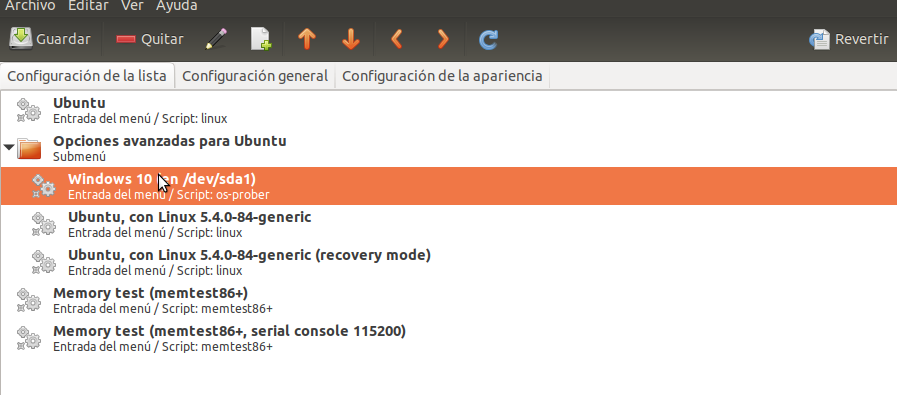 Archivo Editar Ver Ayuda
Guardar Quitar Revertir
Configuración de la lista Configuración general Configuración de la apariencia
Ubuntu
Entrada del menú / Script: linux
Opciones avanzadas para Ubuntu
Submenú
Windows 10 en /dev/sda1)
Entrada del menú / Script: os-prober
Ubuntu, con Linux 5.4.0-84-generic
Entrada del menú / Script: linux
Ubuntu, con Linux 5.4.0-84-generic (recovery mode)
Entrada del menú / Script: linux
Memory test (memtest86+)
Entrada del menú / Script: memtest86+
Memory test (memtest86+, serial console 115200)
Entrada del menú / Script: memtest86+